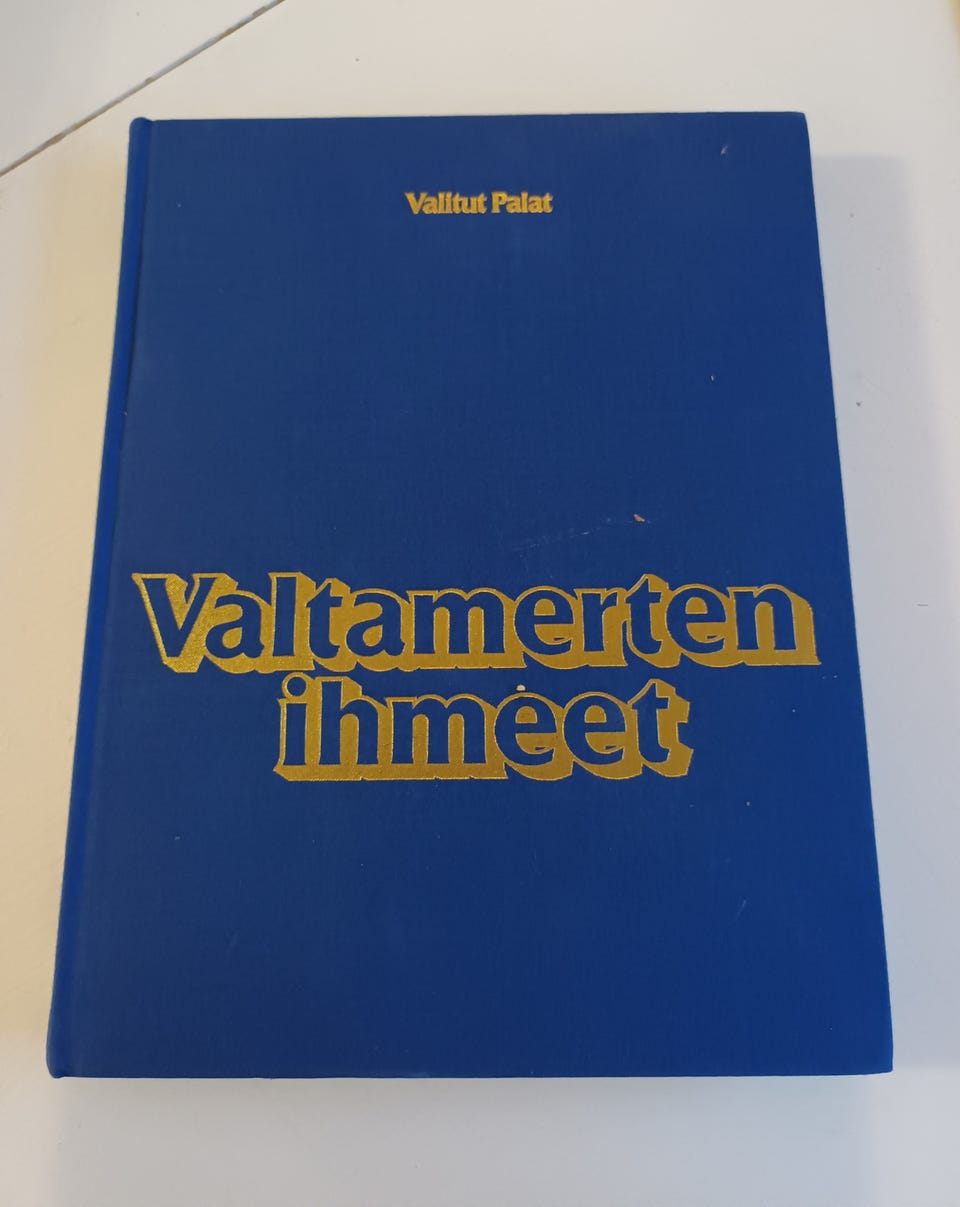 Valitut Palat
Valtamerten
ihmeet